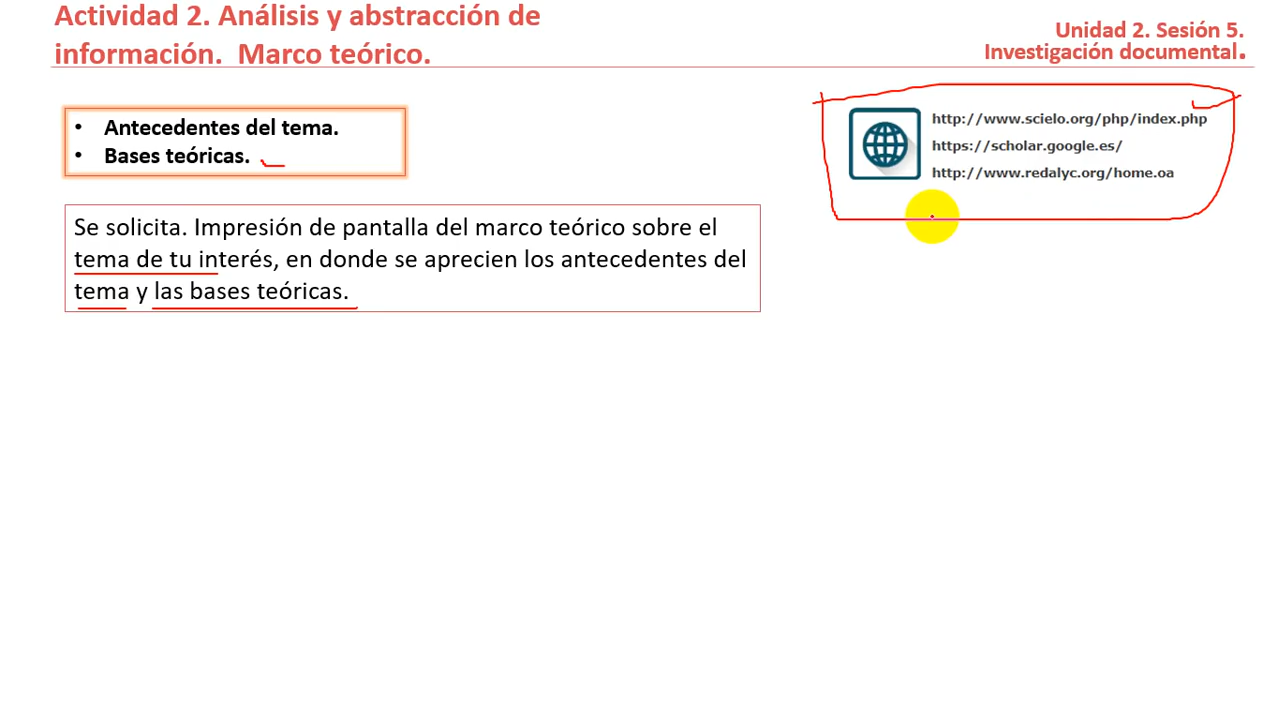 Actividad 2. Análisis y abstracción de
información.  Marco teórico.
Unidad 2. Sesión 5.
Investigación documental.
• Antecedentes del tema.
• Bases teóricas.
http://www.scielo.org/php/index.php
https://scholar.google.es/
http://www.redalyc.org/home.oa
Se solicita. Impresión de pantalla del marco teórico sobre el
tema de tu interés, en donde se aprecien los antecedentes del
tema y las bases teóricas.